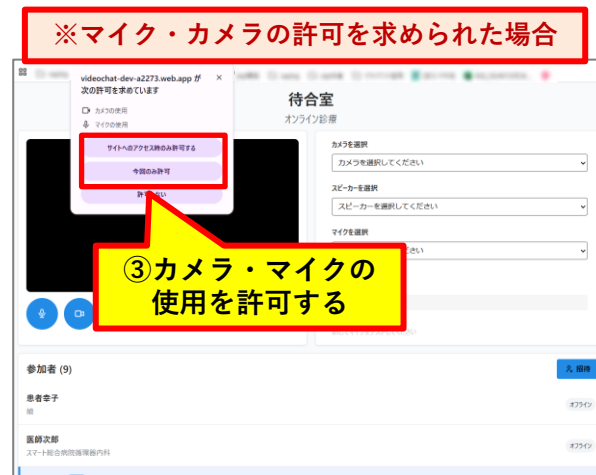 ※マイク・カメラの許可を求められた場合
videochat-dev-a2273.web.app が
次の許可を求めています
×
カメラの使用
マイクの使用
サイトへのアクセス時のみ許可する
今回のみ許可
待合室
オンライン診療
カメラを選択
カメラを選択してください
スピーカーを選択
スピーカーを選択してください
マイクを選択
③カメラ・マイクの
使用を許可する
参加者 (9)
招待
患者幸子
オフライン
医師次郎
スマート総合病院循環器内科
オフライン